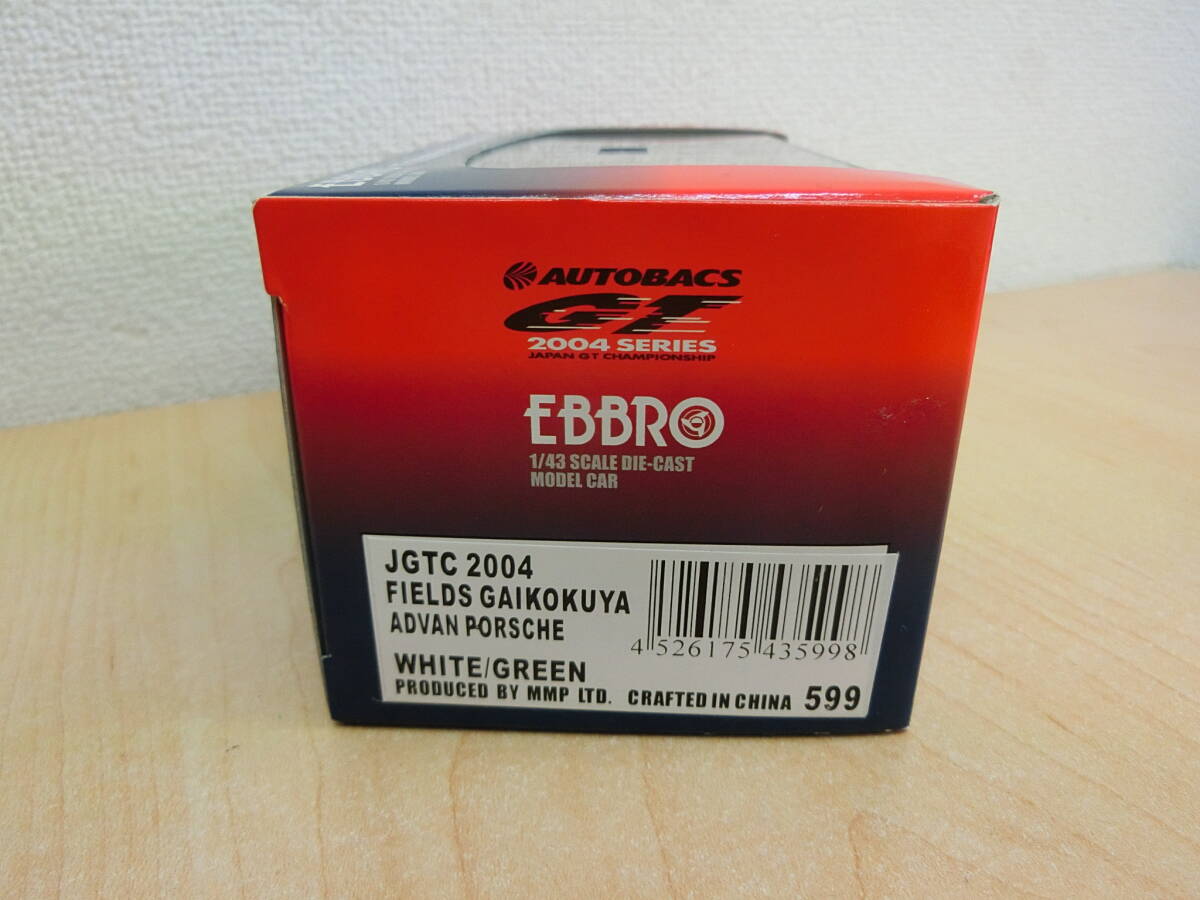 AUTOBACS
GT
2004 SERIES
JAPAN GT CHAMPIONSHIP
EBBRO
1/43 SCALE DIE-CAST
MODEL CAR
JGTC 2004
FIELDS GAIKOKUYA
ADVAN PORSCHE
4 526175 435998
WHITE/GREEN
PRODUCED BY MMP LTD. CRAFTED IN CHINA 599